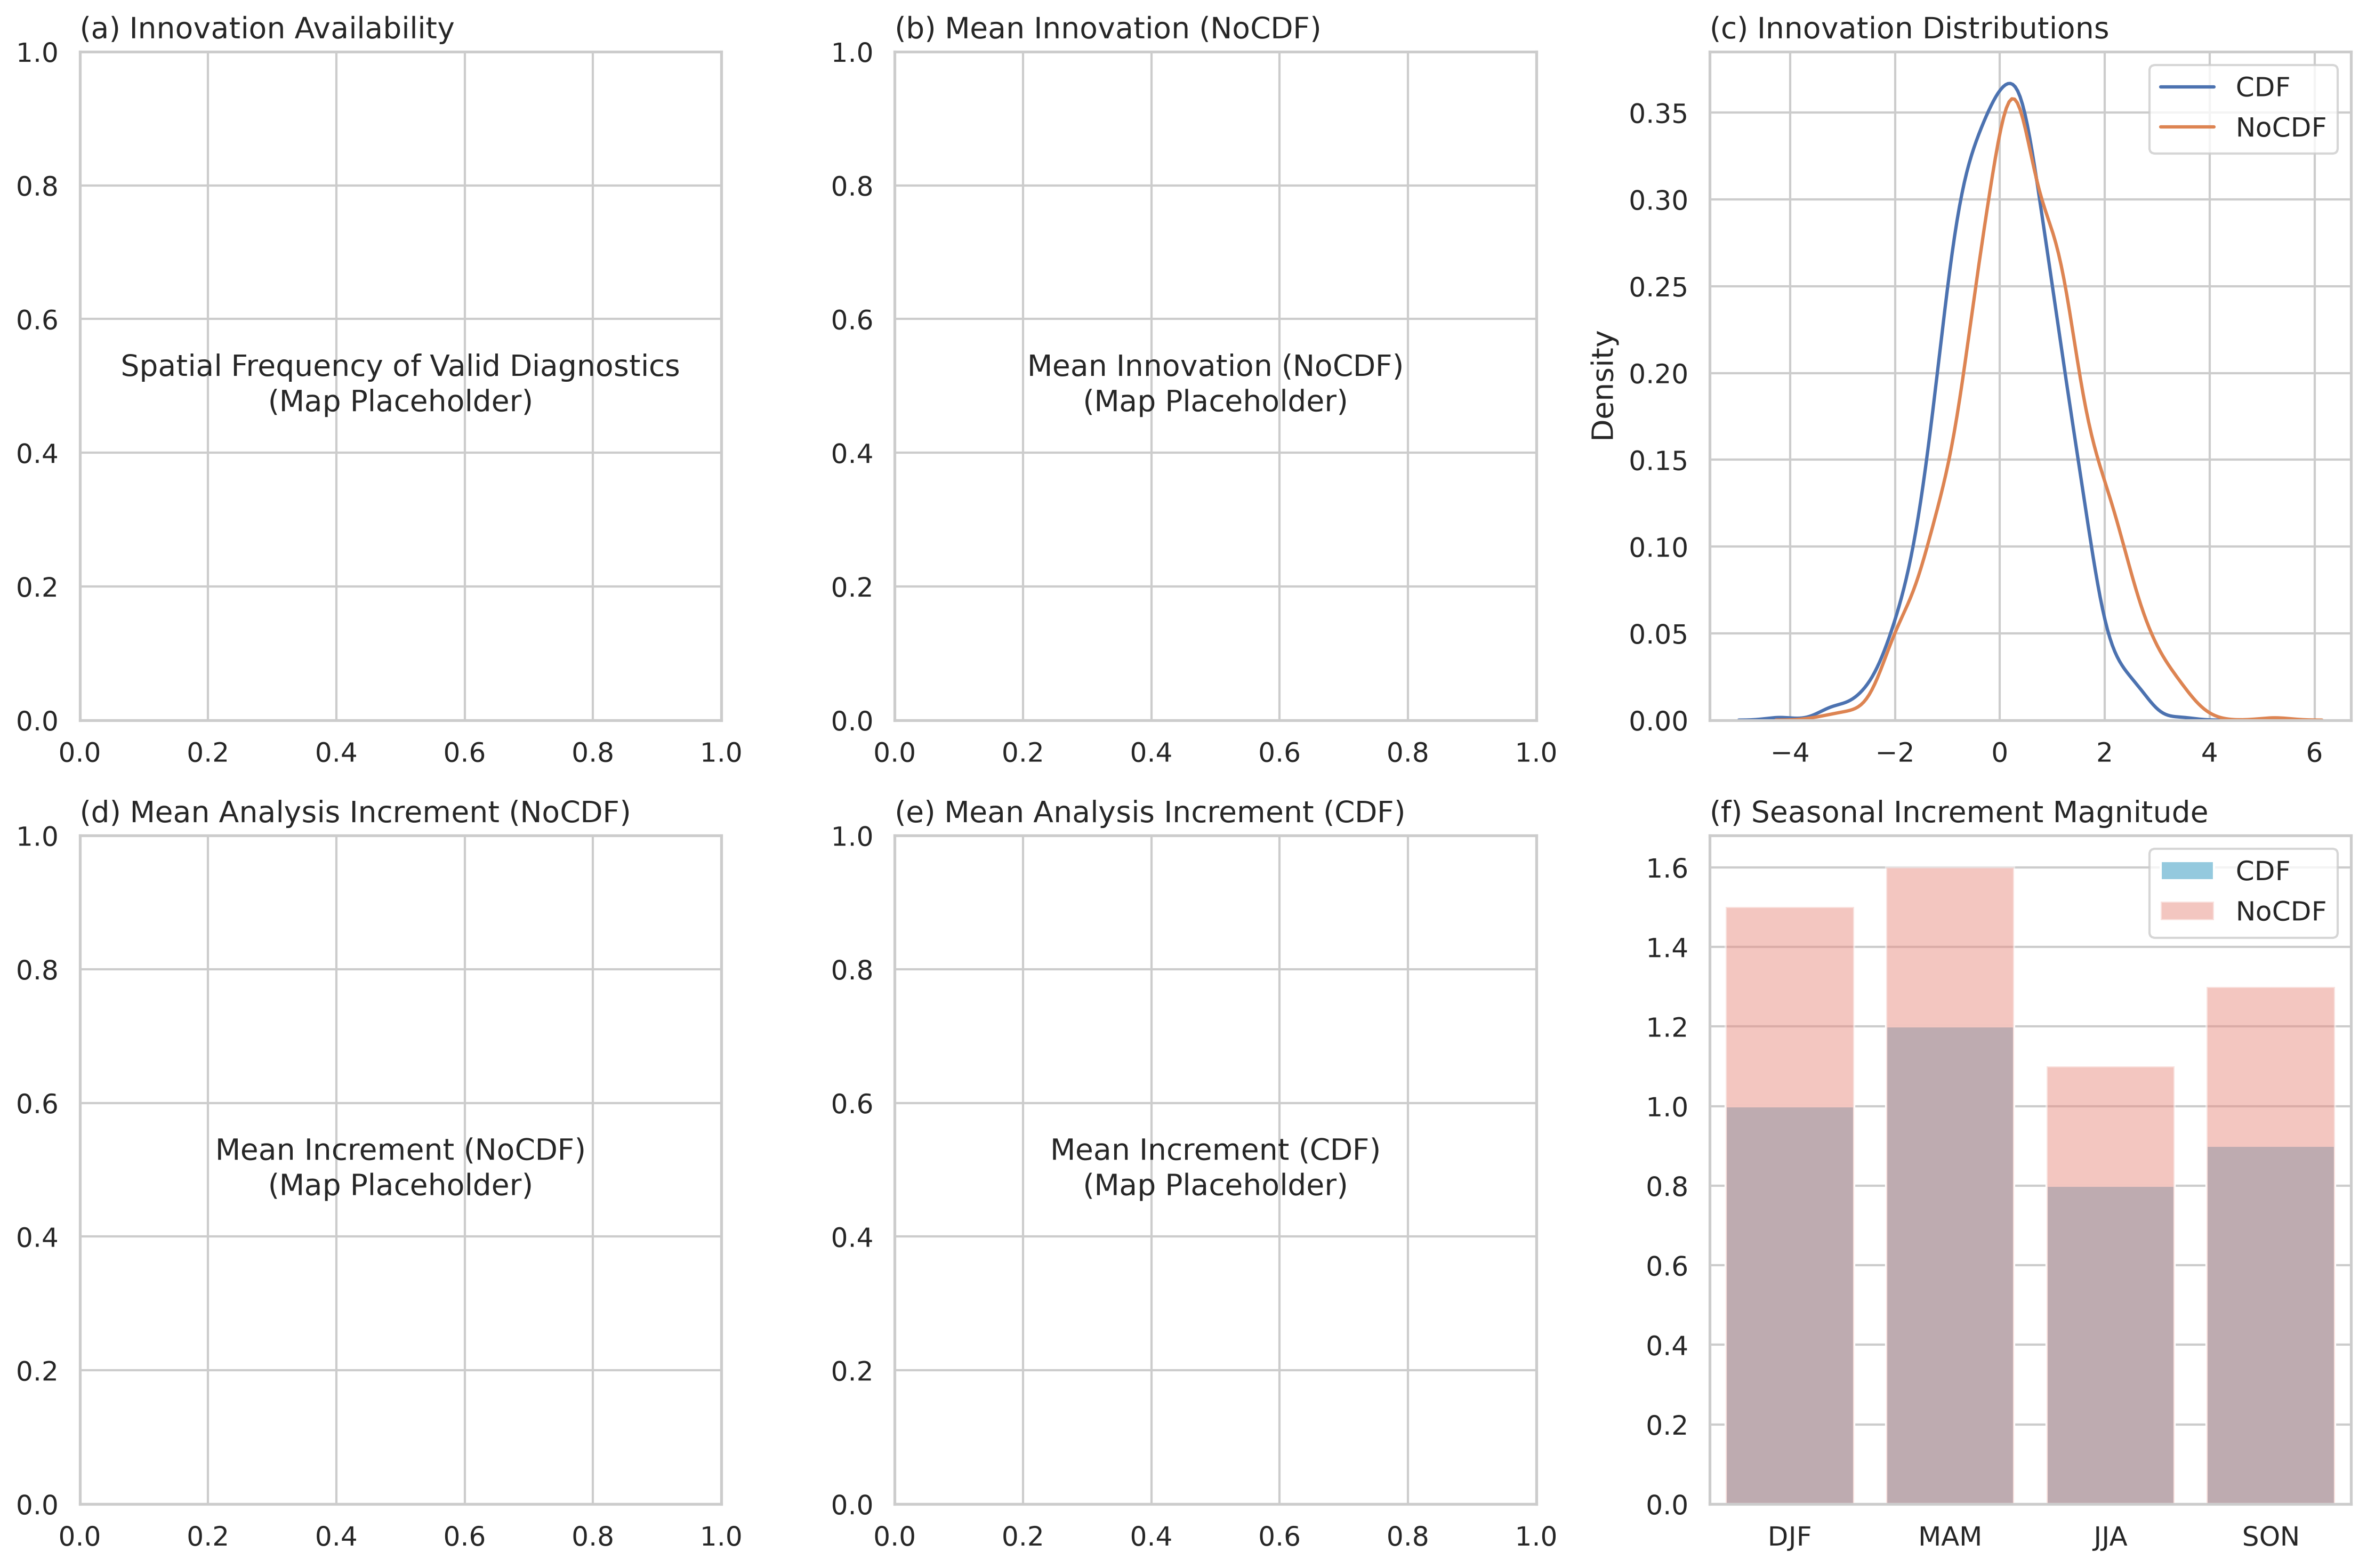 (a) Innovation Availability
1.0
0.8
0.6
0.4
0.2
0.0
Spatial Frequency of Valid Diagnostics
(Map Placeholder)
0.0 0.2 0.4 0.6 0.8 1.0
(b) Mean Innovation (NoCDF)
1.0
0.8
0.6
0.4
0.2
0.0
Mean Innovation (NoCDF)
(Map Placeholder)
0.0 0.2 0.4 0.6 0.8 1.0
(c) Innovation Distributions
CDF
NoCDF
Density
0.35
0.30
0.25
0.20
0.15
0.10
0.05
0.00
−4 −2 0 2 4 6
(d) Mean Analysis Increment (NoCDF)
1.0
0.8
0.6
0.4
0.2
0.0
Mean Increment (NoCDF)
(Map Placeholder)
0.0 0.2 0.4 0.6 0.8 1.0
(e) Mean Analysis Increment (CDF)
1.0
0.8
0.6
0.4
0.2
0.0
Mean Increment (CDF)
(Map Placeholder)
0.0 0.2 0.4 0.6 0.8 1.0
(f) Seasonal Increment Magnitude
CDF
NoCDF
1.6
1.4
1.2
1.0
0.8
0.6
0.4
0.2
0.0
DJF MAM JJA SON